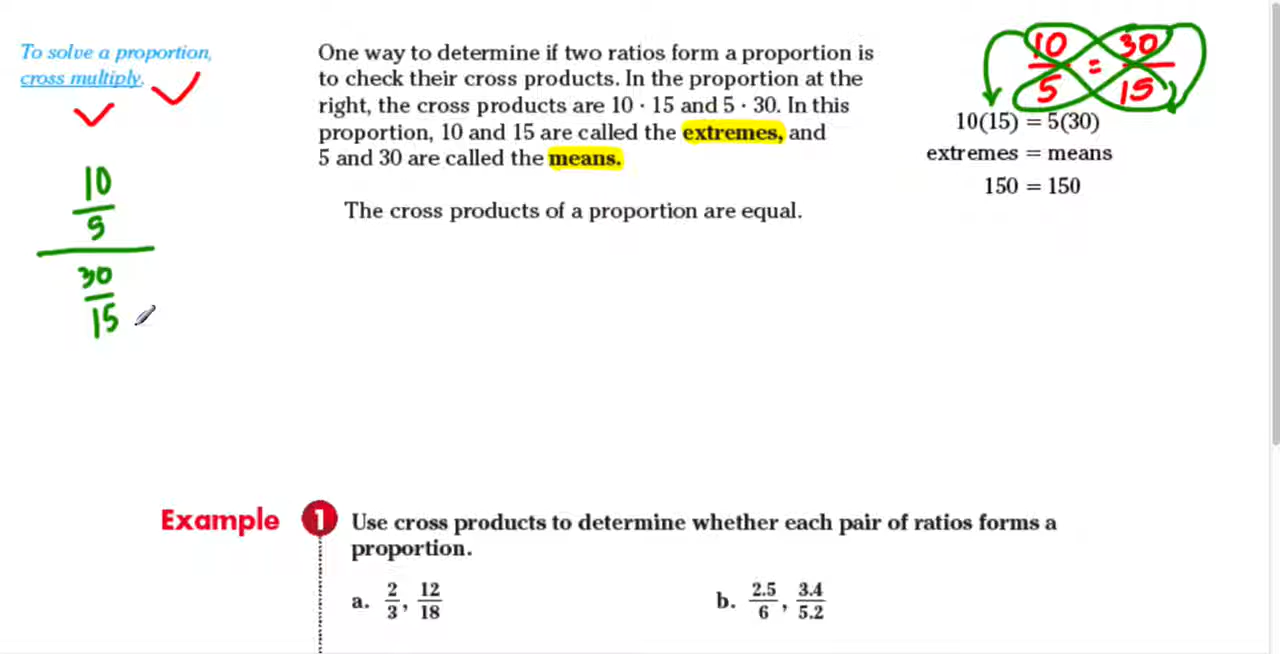 To solve a proportion,
cross multiply.
10
5
30
15
One way to determine if two ratios form a proportion is
to check their cross products. In the proportion at the
right, the cross products are 10 · 15 and 5 · 30. In this
proportion, 10 and 15 are called the extremes, and
5 and 30 are called the means.
The cross products of a proportion are equal.
10/5 = 30/15
10(15) = 5(30)
extremes = means
150 = 150
Example 1 Use cross products to determine whether each pair of ratios forms a
proportion.
a. 2/3, 12/18
b. 2.5/6, 3.4/5.2